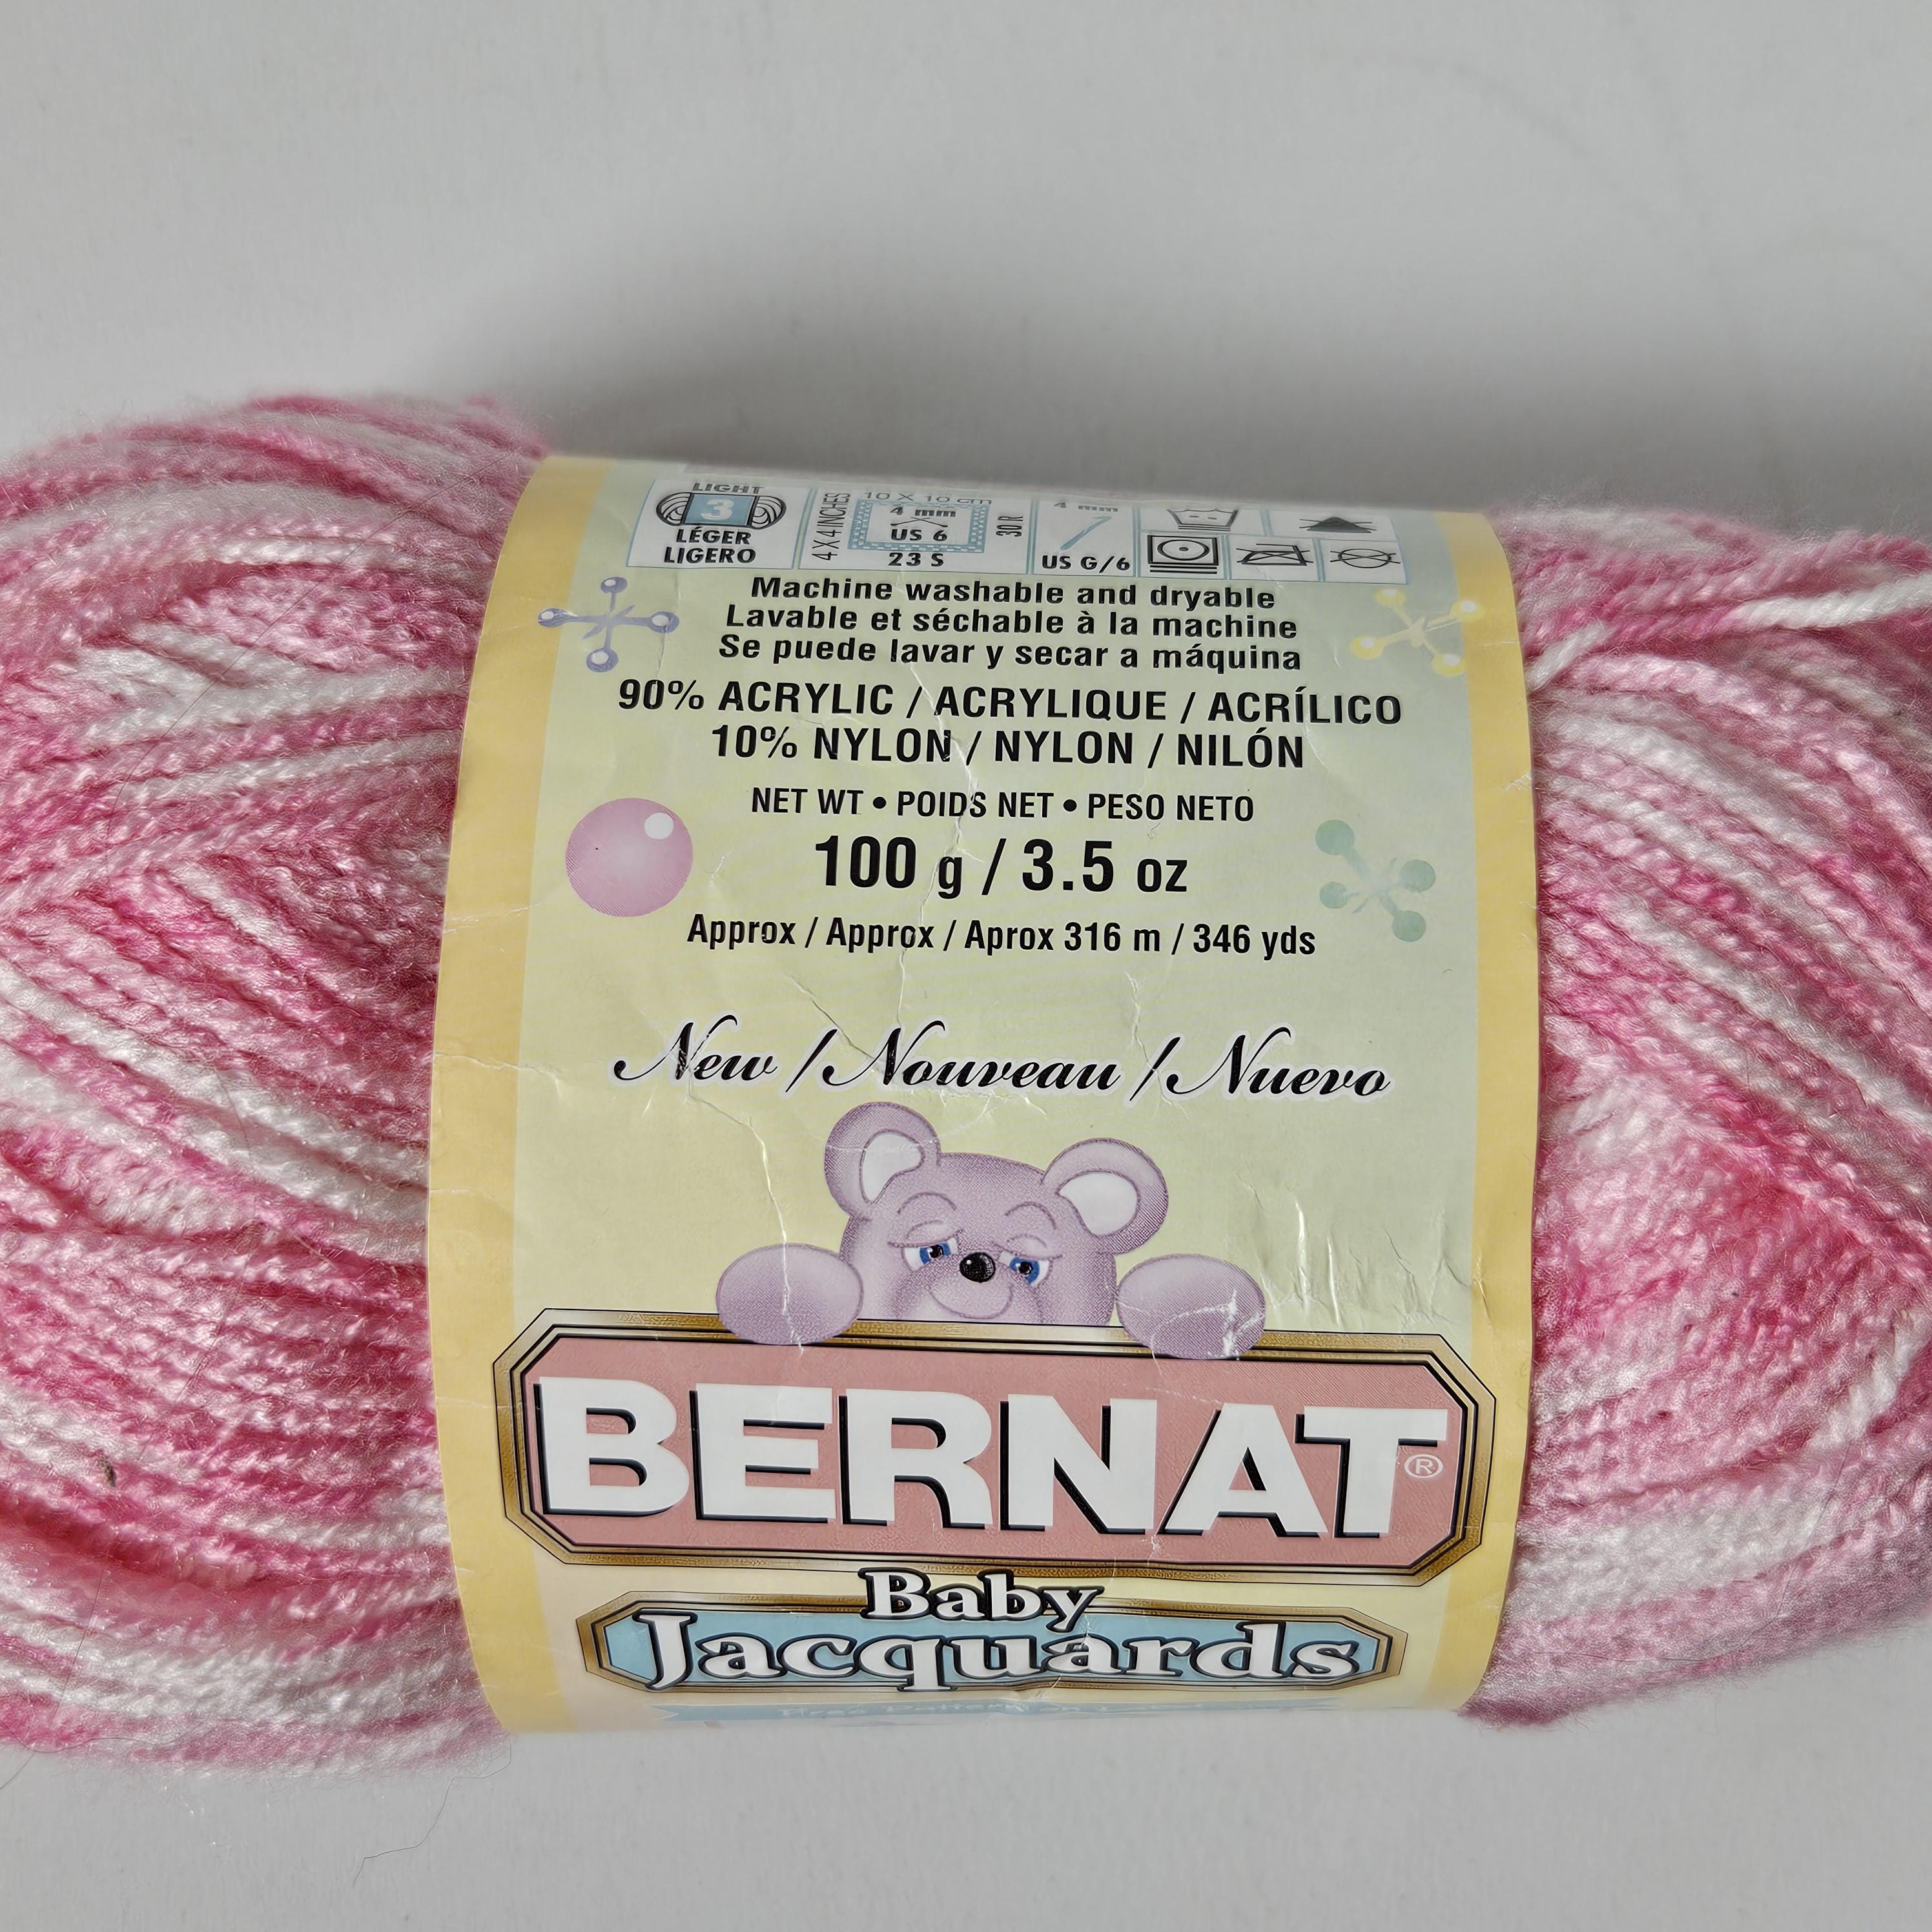 LIGHT
3
LÉGER
LIGERO
4 X 4 INCHES
10 X 10 cm
4 mm
US 6
23 S
30 R
4 mm
US G/6
Machine washable and dryable
Lavable et séchable à la machine
Se puede lavar y secar a máquina
90% ACRYLIC / ACRYLIQUE / ACRÍLICO
10% NYLON / NYLON / NILÓN
NET WT • POIDS NET • PESO NETO
100 g / 3.5 oz
Approx / Approx / Aprox 316 m / 346 yds
New / Nouveau / Nuevo
BERNAT®
Baby
Jacquards